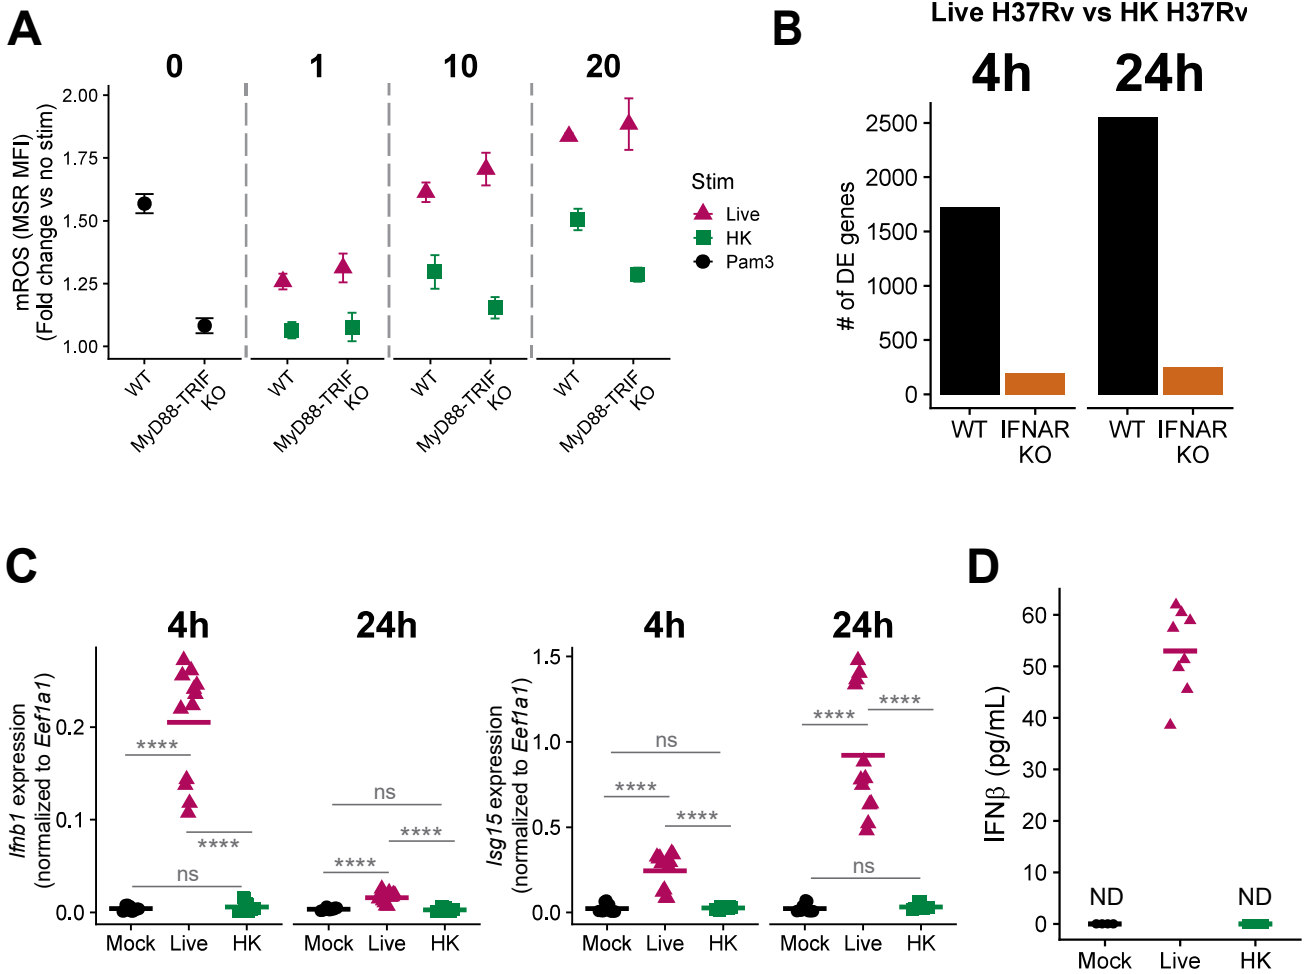 A
0
1
10
20
mROS (MSR MFI)
(Fold change vs no stim)
2.00
1.75
1.50
1.25
1.00
WT
MyD88-TRIF
KO
WT
MyD88-TRIF
KO
WT
MyD88-TRIF
KO
WT
MyD88-TRIF
KO
Stim
Live
HK
Pam3
B
Live H37Rv vs HK H37Rv
4h
24h
# of DE genes
2500
2000
1500
1000
500
0
WT
IFNAR
KO
WT
IFNAR
KO
C
4h
24h
Ifnb1 expression
(normalized to Eef1a1)
0.2
0.1
0.0
****
****
ns
ns
****
****
Mock
Live
HK
Mock
Live
HK
4h
24h
Isg15 expression
(normalized to Eef1a1)
1.5
1.0
0.5
0.0
ns
****
****
****
****
ns
Mock
Live
HK
Mock
Live
HK
D
IFNβ (pg/mL)
60
50
40
30
20
10
0
ND
ND
Mock
Live
HK